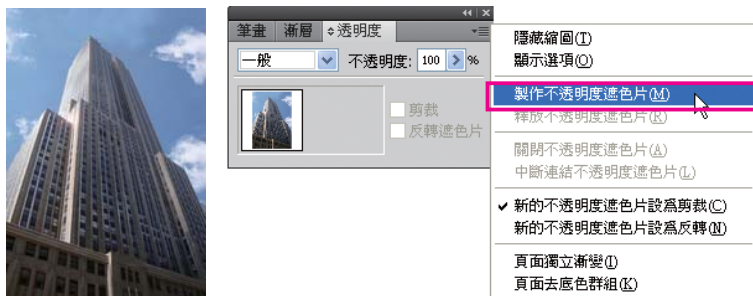 筆畫 漸層 透明度
一般 不透明度: 100 %
剪裁
反轉遮色片
隱藏縮圖(T)
顯示選項(O)
製作不透明度遮色片(M)
釋放不透明度遮色片(R)
關閉不透明度遮色片(A)
中斷連結不透明度遮色片(L)
新的不透明度遮色片設為剪裁(C)
新的不透明度遮色片設為反轉(N)
頁面獨立漸變(I)
頁面去底色群組(K)